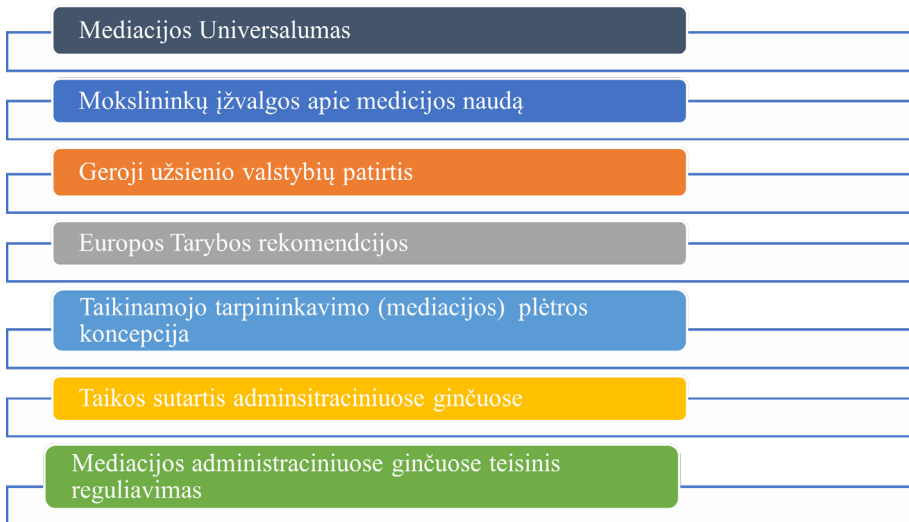 Mediacijos Universalumas
Mokslininkų įžvalgos apie medicijos naudą
Geroji užsienio valstybių patirtis
Europos Tarybos rekomendcijos
Taikinamojo tarpininkavimo (mediacijos) plėtros
koncepcija
Taikos sutartis adminsitraciniuose ginčuose
Mediacijos administraciniuose ginčuose teisinis
reguliavimas